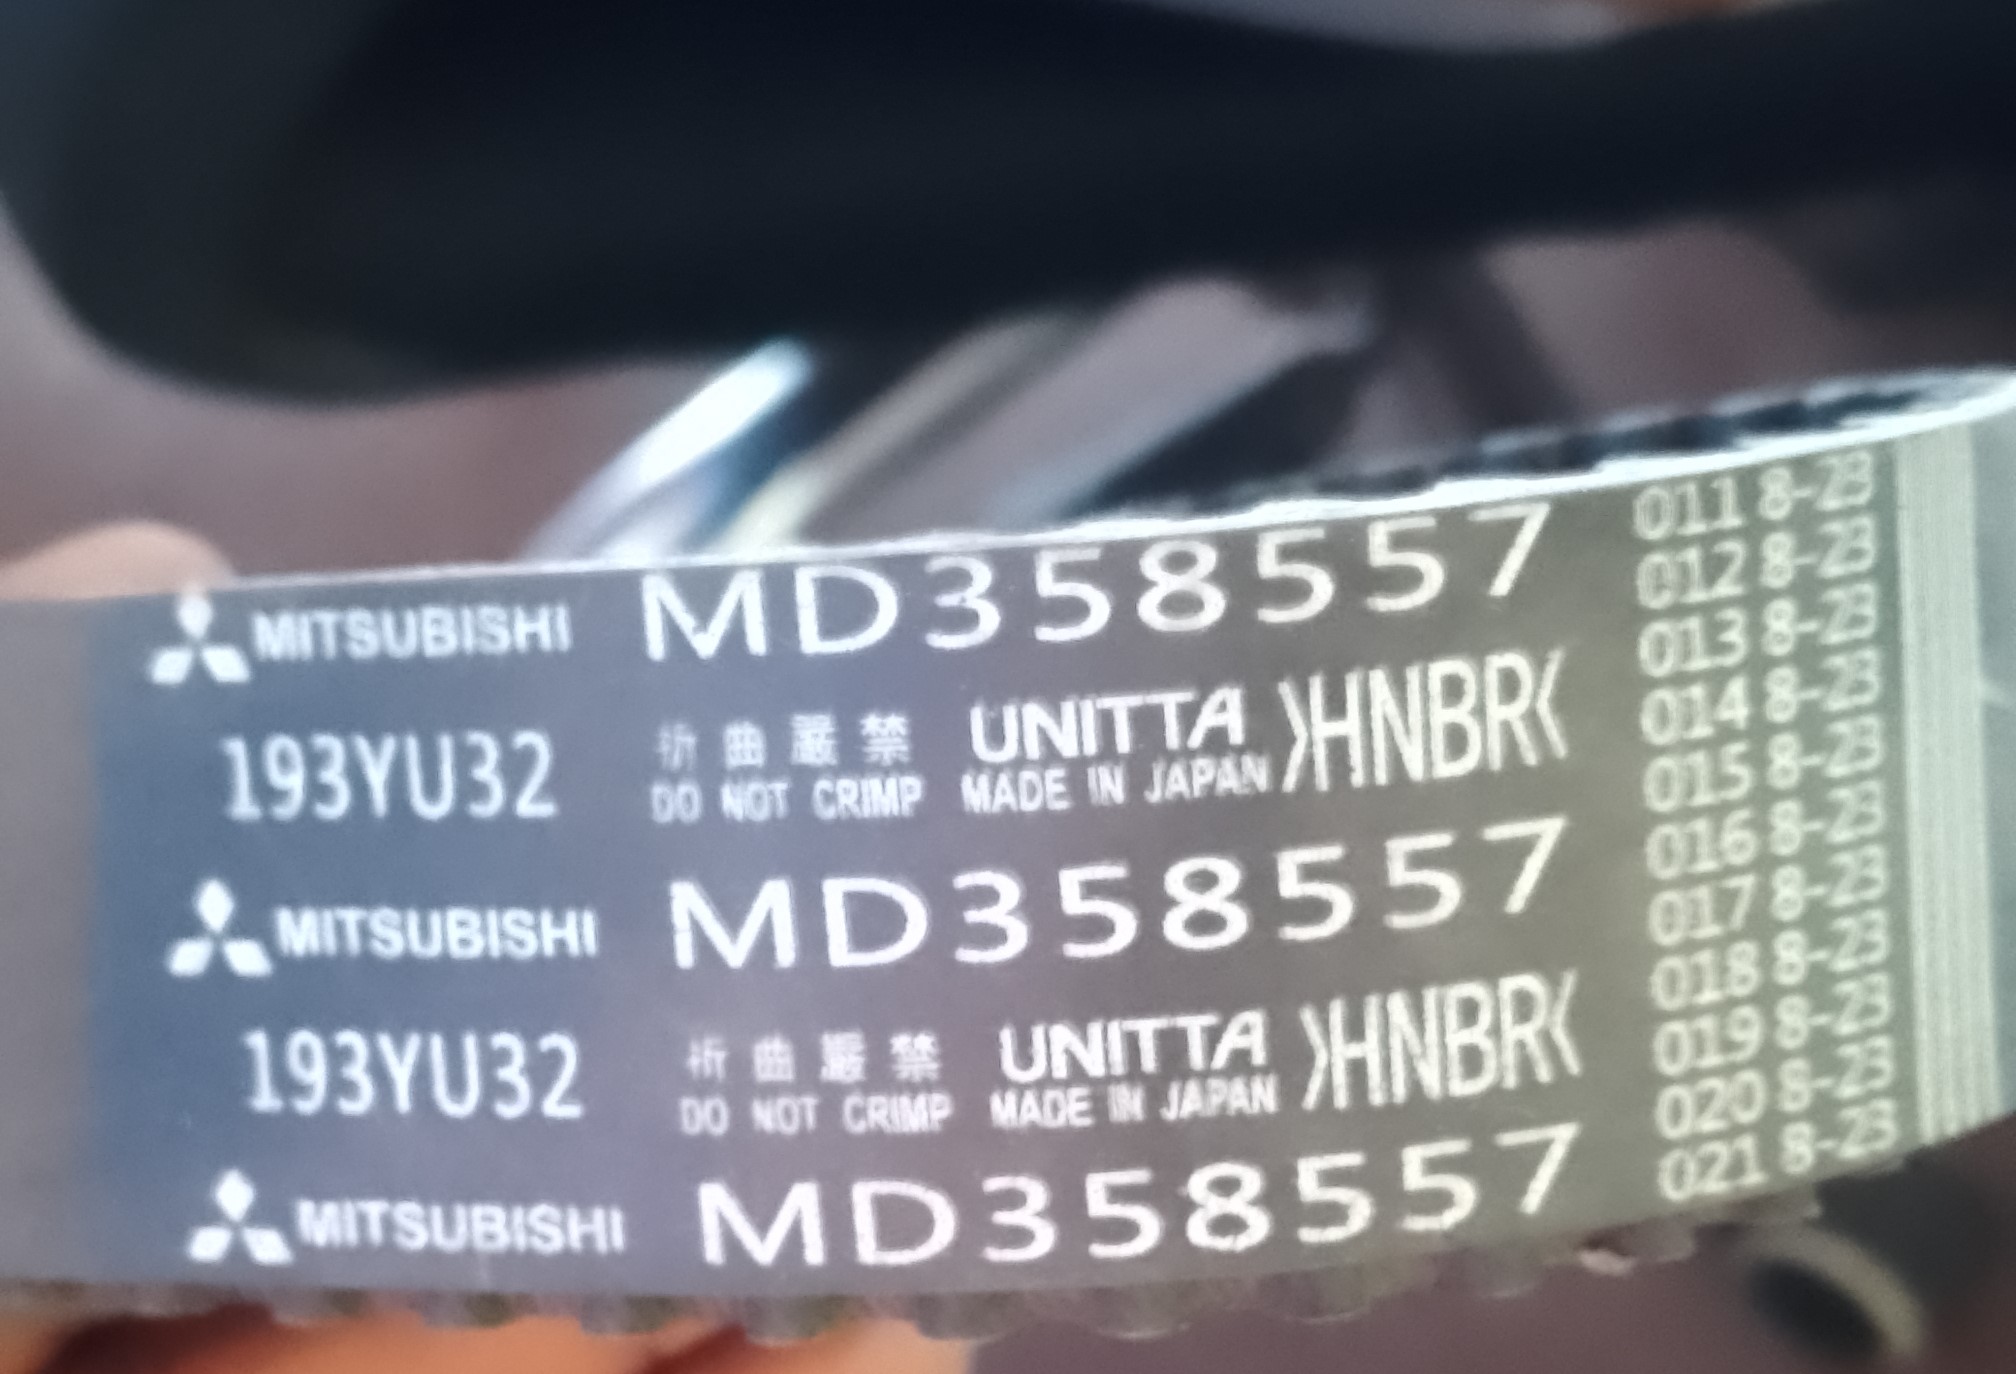 MITSUBISHI MD358557
193YU32 折曲厳禁 UNITTA >HNBR<
DO NOT CRIMP MADE IN JAPAN
MITSUBISHI MD358557
193YU32 折曲厳禁 UNITTA >HNBR<
DO NOT CRIMP MADE IN JAPAN
MITSUBISHI MD358557
011 8-23
012 8-23
013 8-23
014 8-23
015 8-23
016 8-23
017 8-23
018 8-23
019 8-23
020 8-23
021 8-23